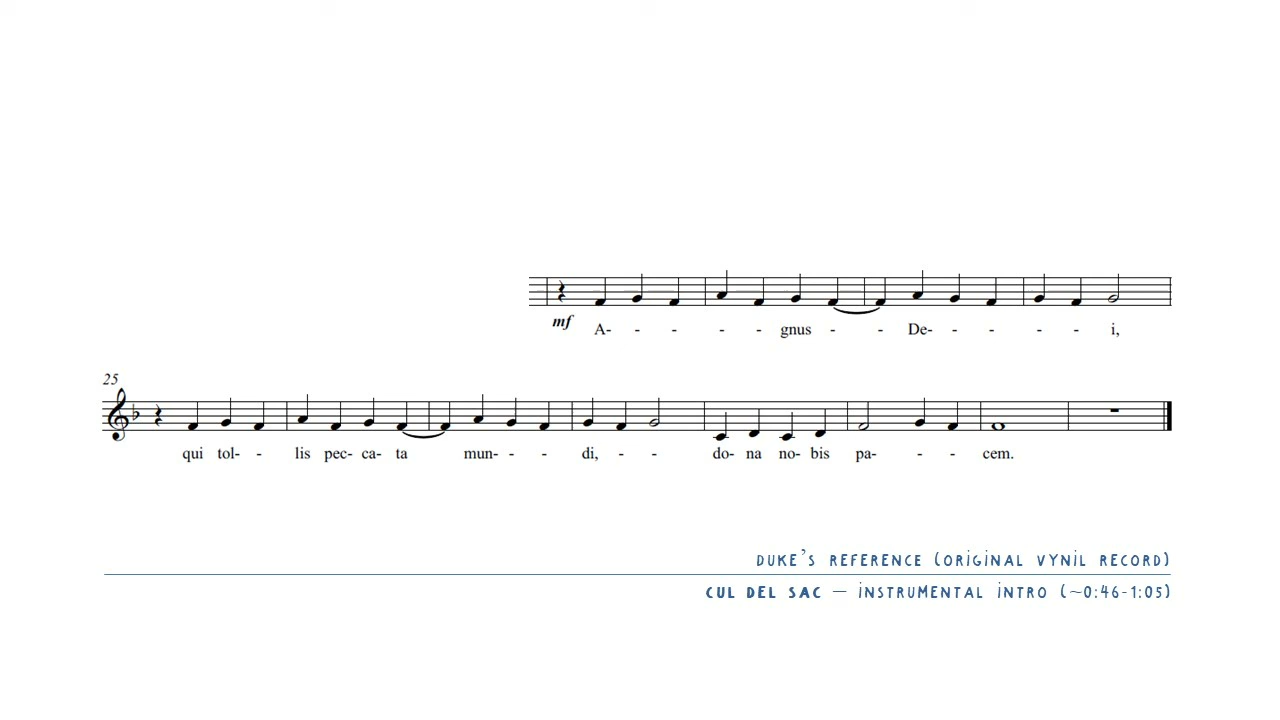 mf
A- - - - - gnus - - De- - - - - i,
25
qui tol- - lis pec- ca- ta mun- - - di, - - do- na no- bis pa- - - cem.
DUKE'S REFERENCE (ORIGINAL VYNIL RECORD)
CUL DEL SAC — INSTRUMENTAL INTRO (~0:46-1:05)